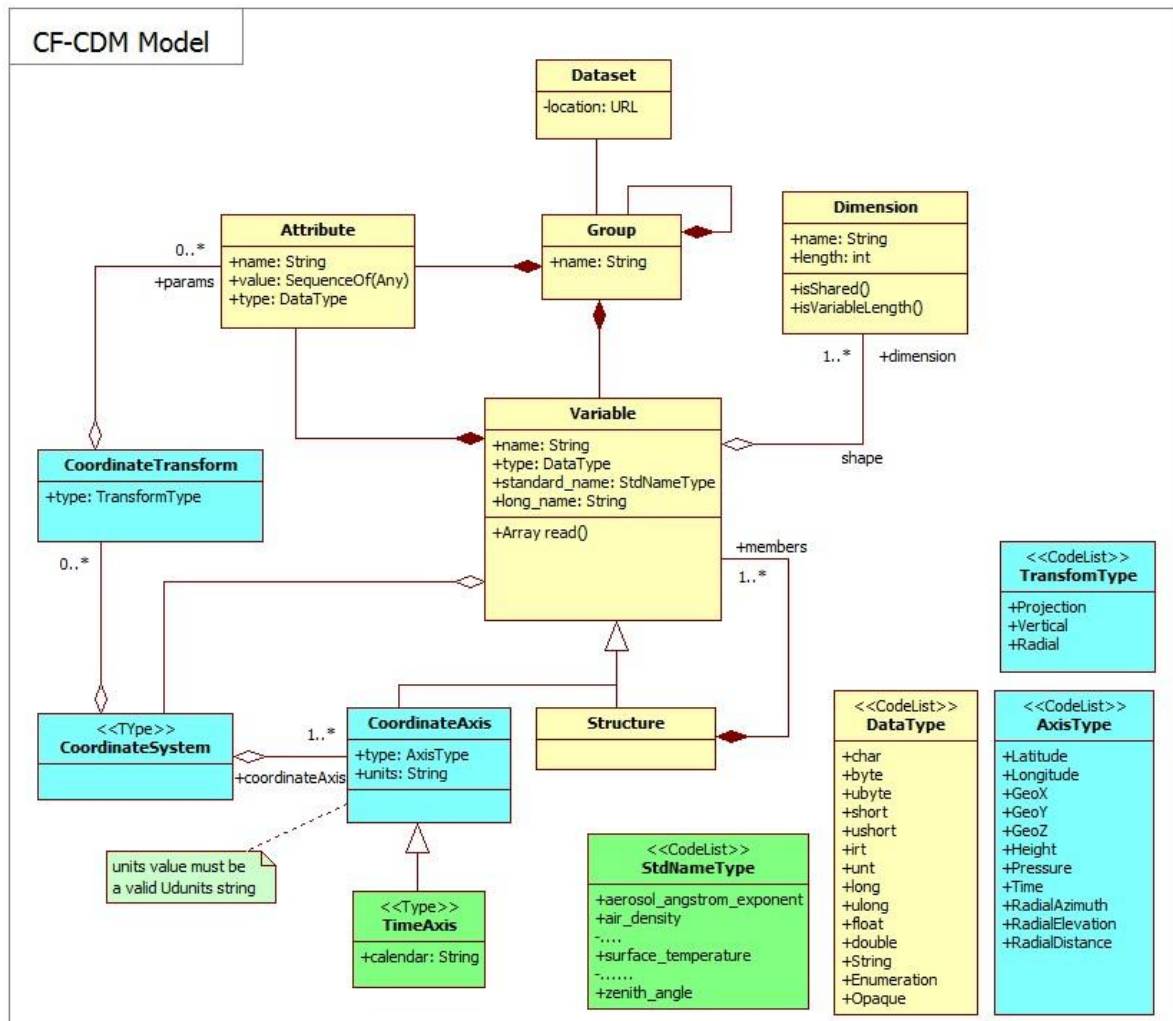 CF-CDM Model
Dataset
-location: URL
Group
+name: String
Attribute
+name: String
+value: SequenceOf(Any)
+type: DataType
0..*
+params
Dimension
+name: String
+length: int
+isShared()
+isVariableLength()
1..*
+dimension
shape
Variable
+name: String
+type: DataType
+standard_name: StdNameType
+long_name: String
+Array read()
CoordinateTransform
+type: TransformType
0..*
+members
1..*
<<TYpe>>
CoordinateSystem
1..*
+coordinateAxis
CoordinateAxis
+type: AxisType
+units: String
Structure
units value must be
a valid Udunits string
<<Type>>
TimeAxis
+calendar: String
<<CodeList>>
StdNameType
+aerosol_angstrom_exponent
+air_density
-....
+surface_temperature
-......
+zenith_angle
<<CodeList>>
TransfomType
+Projection
+Vertical
+Radial
<<CodeList>>
DataType
+char
+byte
+ubyte
+short
+ushort
+irt
+unt
+long
+ulong
+float
+double
+String
+Enumeration
+Opaque
<<CodeList>>
AxisType
+Latitude
+Longitude
+GeoX
+GeoY
+GeoZ
+Height
+Pressure
+Time
+RadialAzimuth
+RadialElevation
+RadialDistance